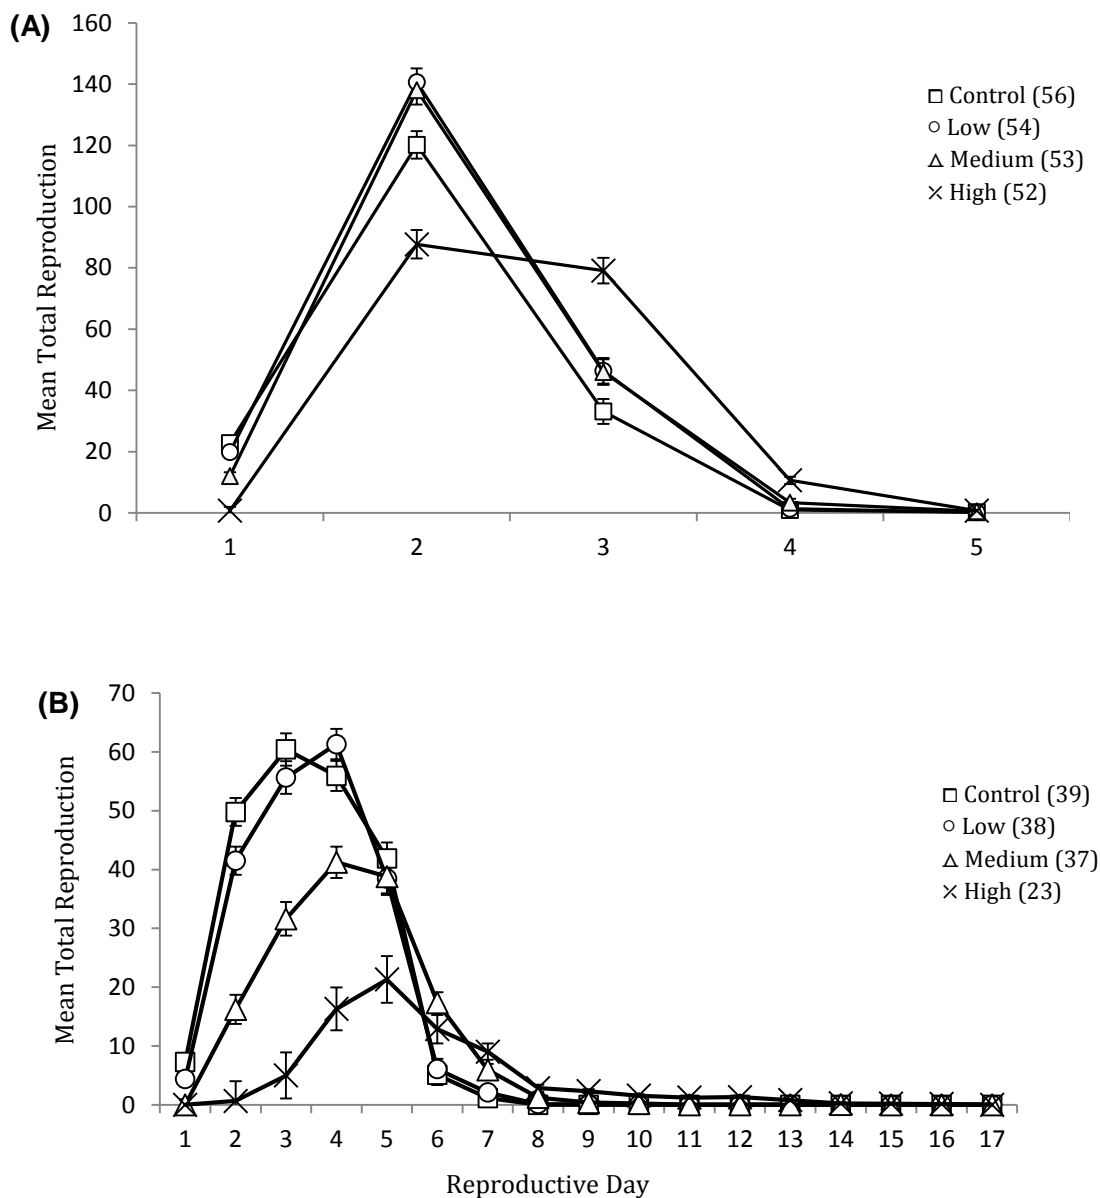 (A)
160
140
120
100
80
60
40
20
0
Mean Total Reproduction
1 2 3 4 5
Control (56)
Low (54)
Medium (53)
High (52)
(B)
70
60
50
40
30
20
10
0
Mean Total Reproduction
1 2 3 4 5 6 7 8 9 10 11 12 13 14 15 16 17
Reproductive Day
Control (39)
Low (38)
Medium (37)
High (23)